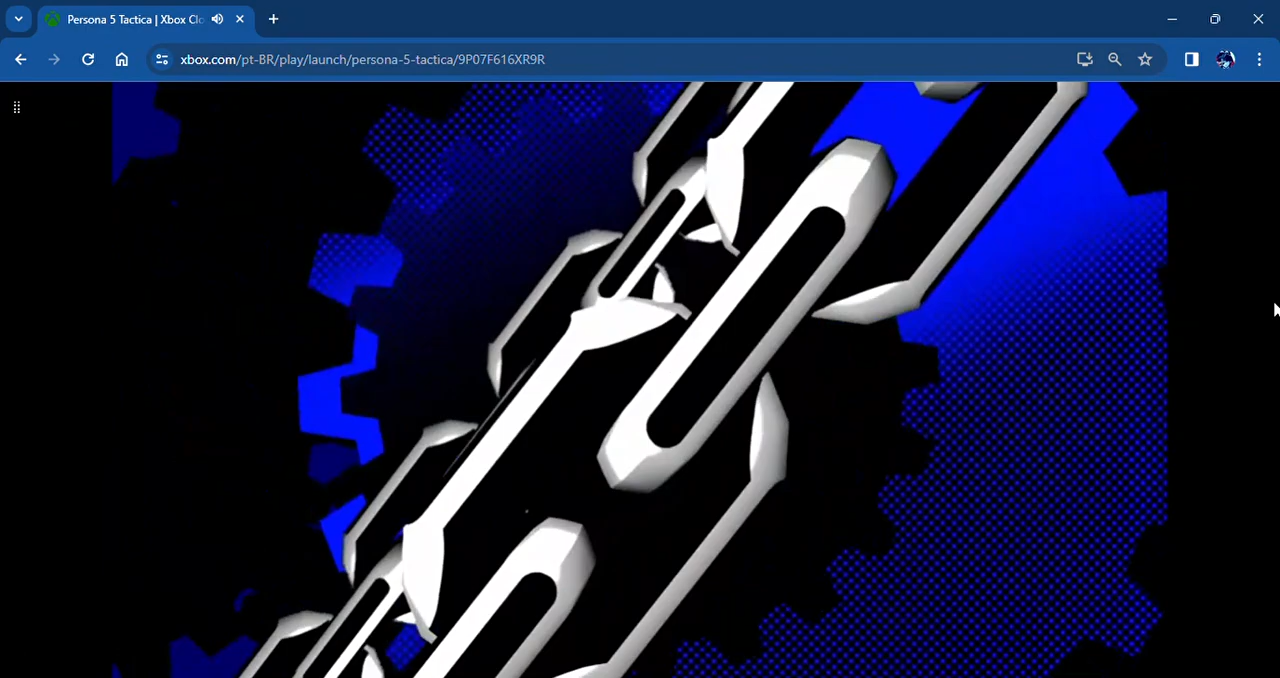 Persona 5 Tactica | Xbox Clo
xbox.com/pt-BR/play/launch/persona-5-tactica/9P07F616XR9R